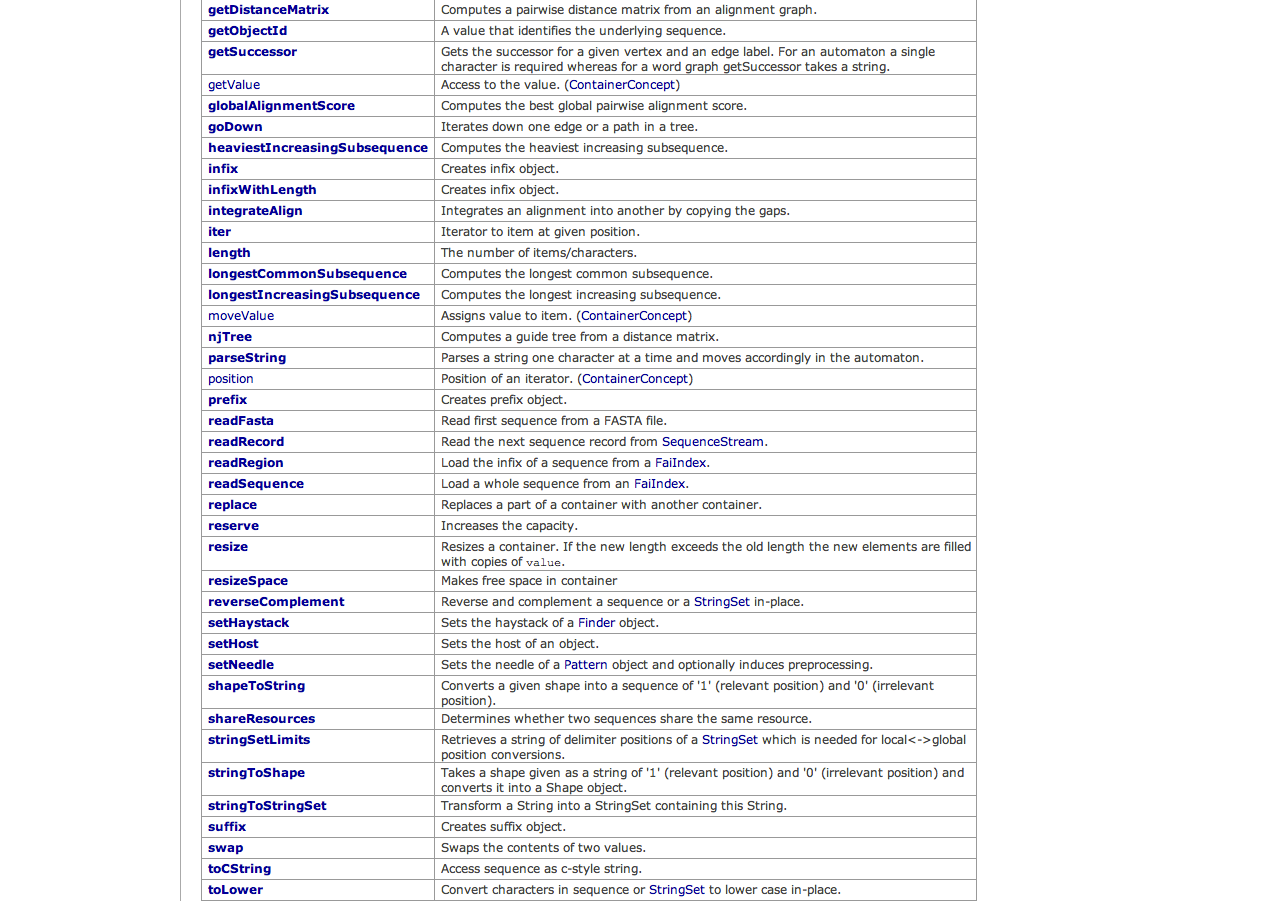 getDistanceMatrix Computes a pairwise distance matrix from an alignment graph.
getObjectId A value that identifies the underlying sequence.
getSuccessor Gets the successor for a given vertex and an edge label. For an automaton a single
character is required whereas for a word graph getSuccessor takes a string.
getValue Access to the value. (ContainerConcept)
globalAlignmentScore Computes the best global pairwise alignment score.
goDown Iterates down one edge or a path in a tree.
heaviestIncreasingSubsequence Computes the heaviest increasing subsequence.
infix Creates infix object.
infixWithLength Creates infix object.
integrateAlign Integrates an alignment into another by copying the gaps.
iter Iterator to item at given position.
length The number of items/characters.
longestCommonSubsequence Computes the longest common subsequence.
longestIncreasingSubsequence Computes the longest increasing subsequence.
moveValue Assigns value to item. (ContainerConcept)
njTree Computes a guide tree from a distance matrix.
parseString Parses a string one character at a time and moves accordingly in the automaton.
position Position of an iterator. (ContainerConcept)
prefix Creates prefix object.
readFasta Read first sequence from a FASTA file.
readRecord Read the next sequence record from SequenceStream.
readRegion Load the infix of a sequence from a FaiIndex.
readSequence Load a whole sequence from an FaiIndex.
replace Replaces a part of a container with another container.
reserve Increases the capacity.
resize Resizes a container. If the new length exceeds the old length the new elements are filled
with copies of value.
resizeSpace Makes free space in container
reverseComplement Reverse and complement a sequence or a StringSet in-place.
setHaystack Sets the haystack of a Finder object.
setHost Sets the host of an object.
setNeedle Sets the needle of a Pattern object and optionally induces preprocessing.
shapeToString Converts a given shape into a sequence of '1' (relevant position) and '0' (irrelevant
position).
shareResources Determines whether two sequences share the same resource.
stringSetLimits Retrieves a string of delimiter positions of a StringSet which is needed for local<->global
position conversions.
stringToShape Takes a shape given as a string of '1' (relevant position) and '0' (irrelevant position) and
converts it into a Shape object.
stringToStringSet Transform a String into a StringSet containing this String.
suffix Creates suffix object.
swap Swaps the contents of two values.
toCString Access sequence as c-style string.
toLower Convert characters in sequence or StringSet to lower case in-place.